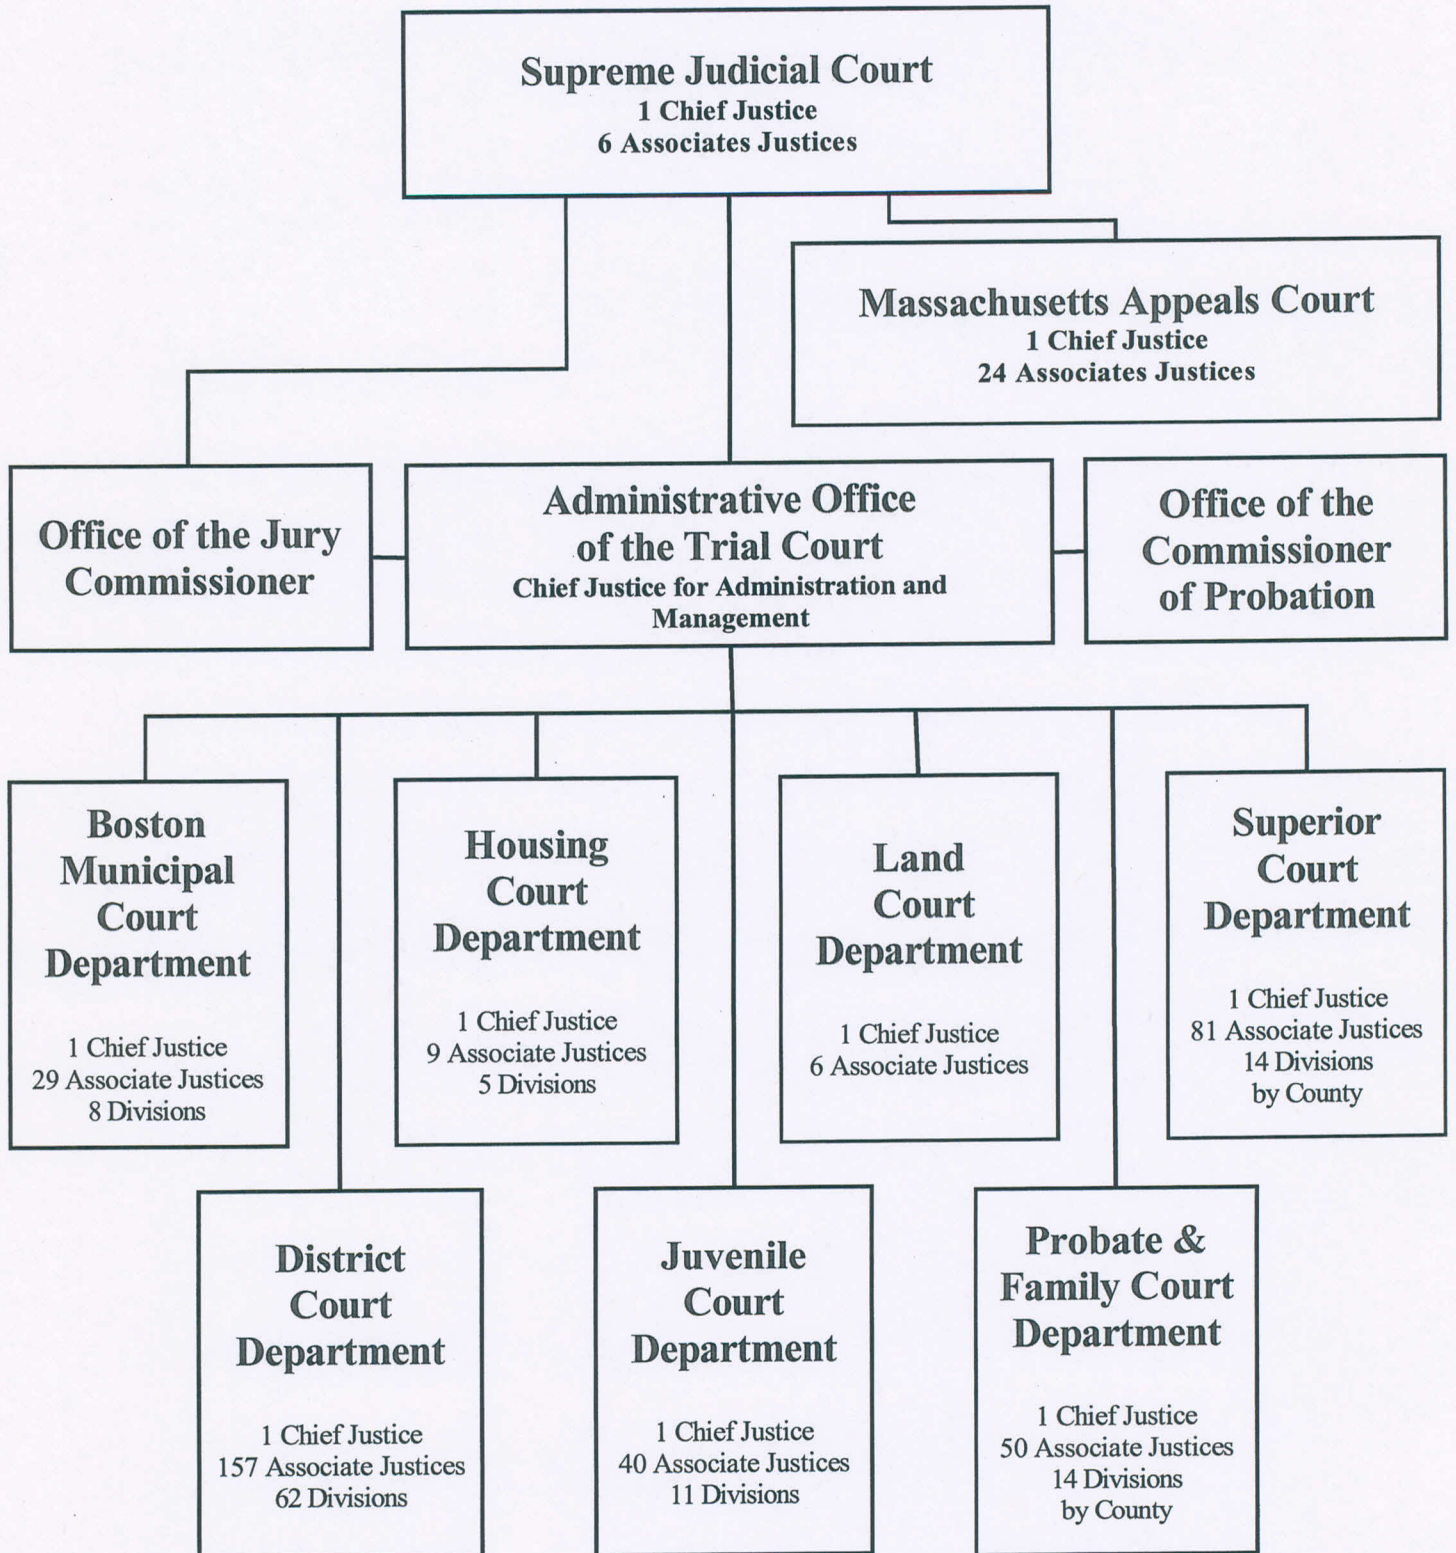 Supreme Judicial Court
1 Chief Justice
6 Associates Justices
Massachusetts Appeals Court
1 Chief Justice
24 Associates Justices
Office of the Jury
Commissioner
Administrative Office
of the Trial Court
Chief Justice for Administration and
Management
Office of the
Commissioner
of Probation
Boston
Municipal
Court
Department
1 Chief Justice
29 Associate Justices
8 Divisions
Housing
Court
Department
1 Chief Justice
9 Associate Justices
5 Divisions
Land
Court
Department
1 Chief Justice
6 Associate Justices
Superior
Court
Department
1 Chief Justice
81 Associate Justices
14 Divisions
by County
District
Court
Department
1 Chief Justice
157 Associate Justices
62 Divisions
Juvenile
Court
Department
1 Chief Justice
40 Associate Justices
11 Divisions
Probate &
Family Court
Department
1 Chief Justice
50 Associate Justices
14 Divisions
by County